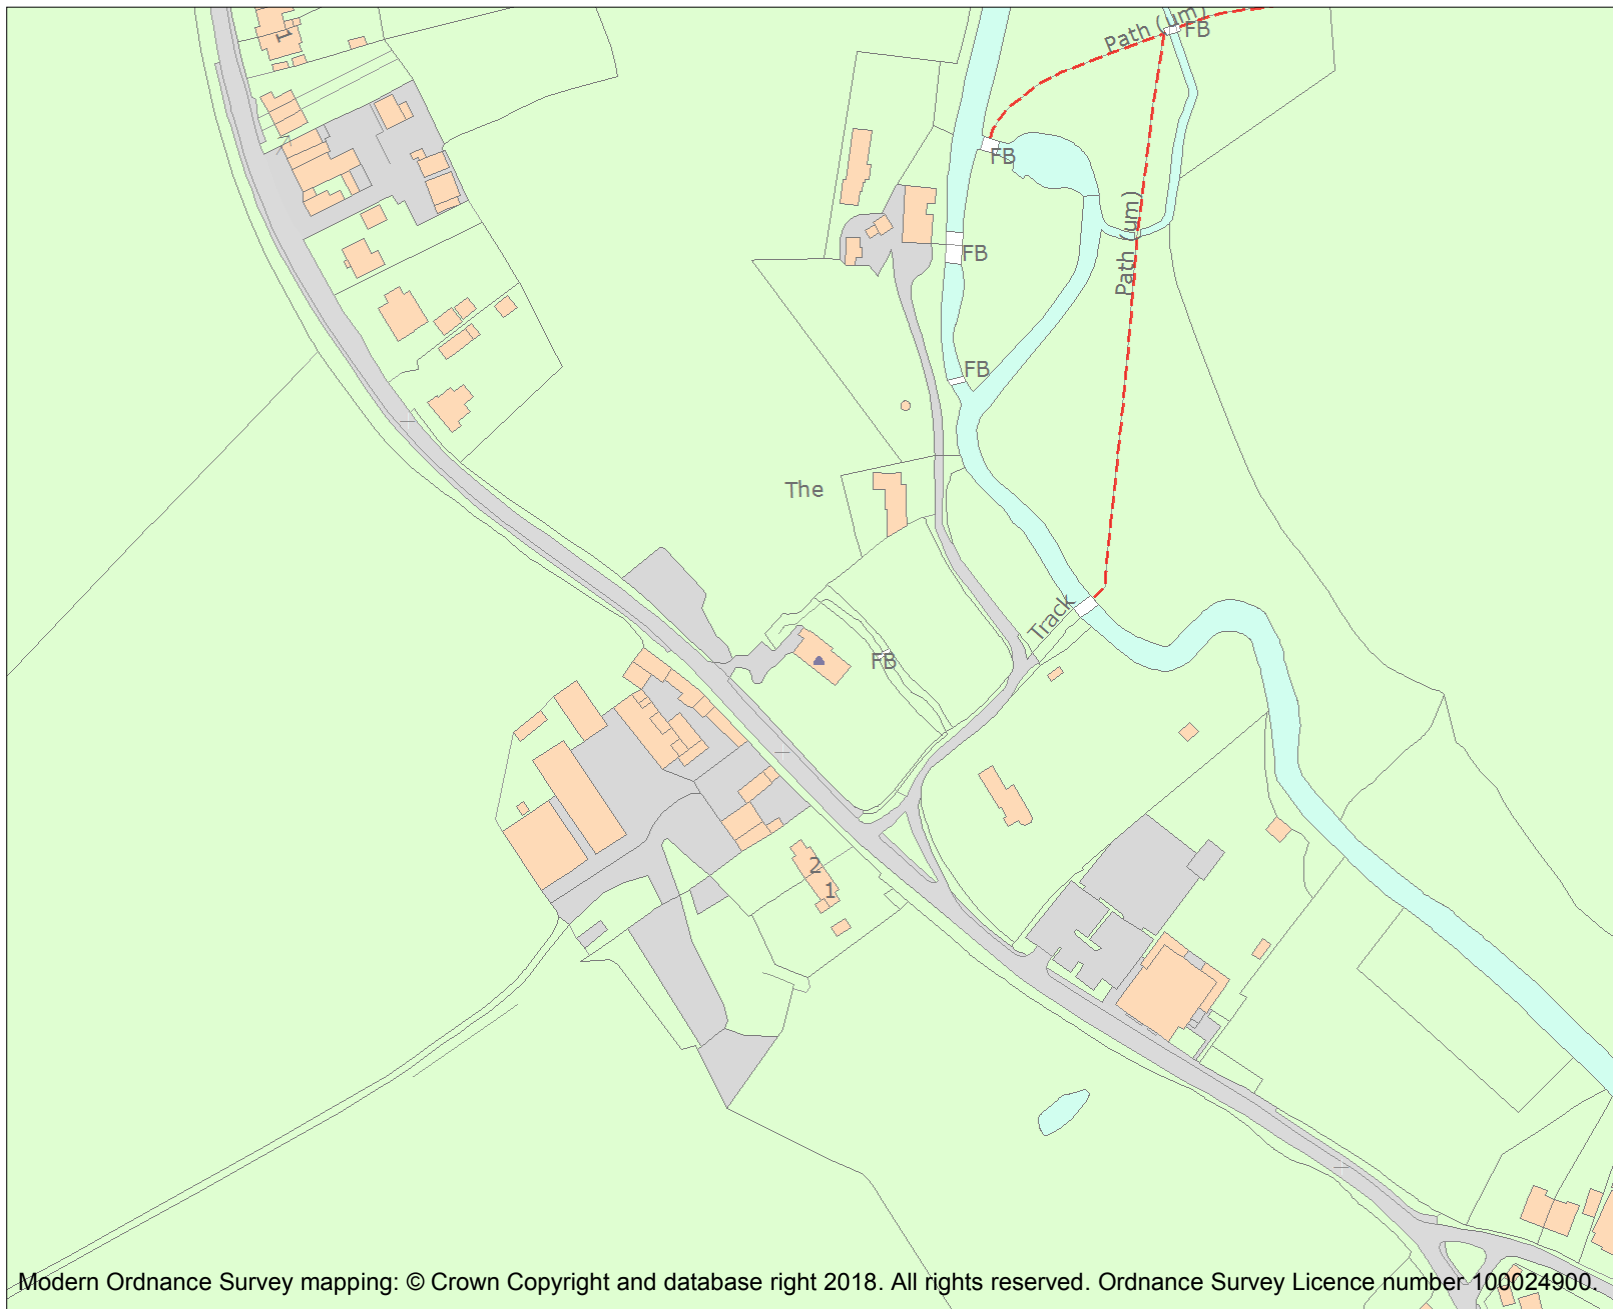 Path (um)
FB
1
FB
Path (um)
FB
FB
The
Track
FB
2
1
Modern Ordnance Survey mapping: © Crown Copyright and database right 2018. All rights reserved. Ordnance Survey Licence number 100024900.